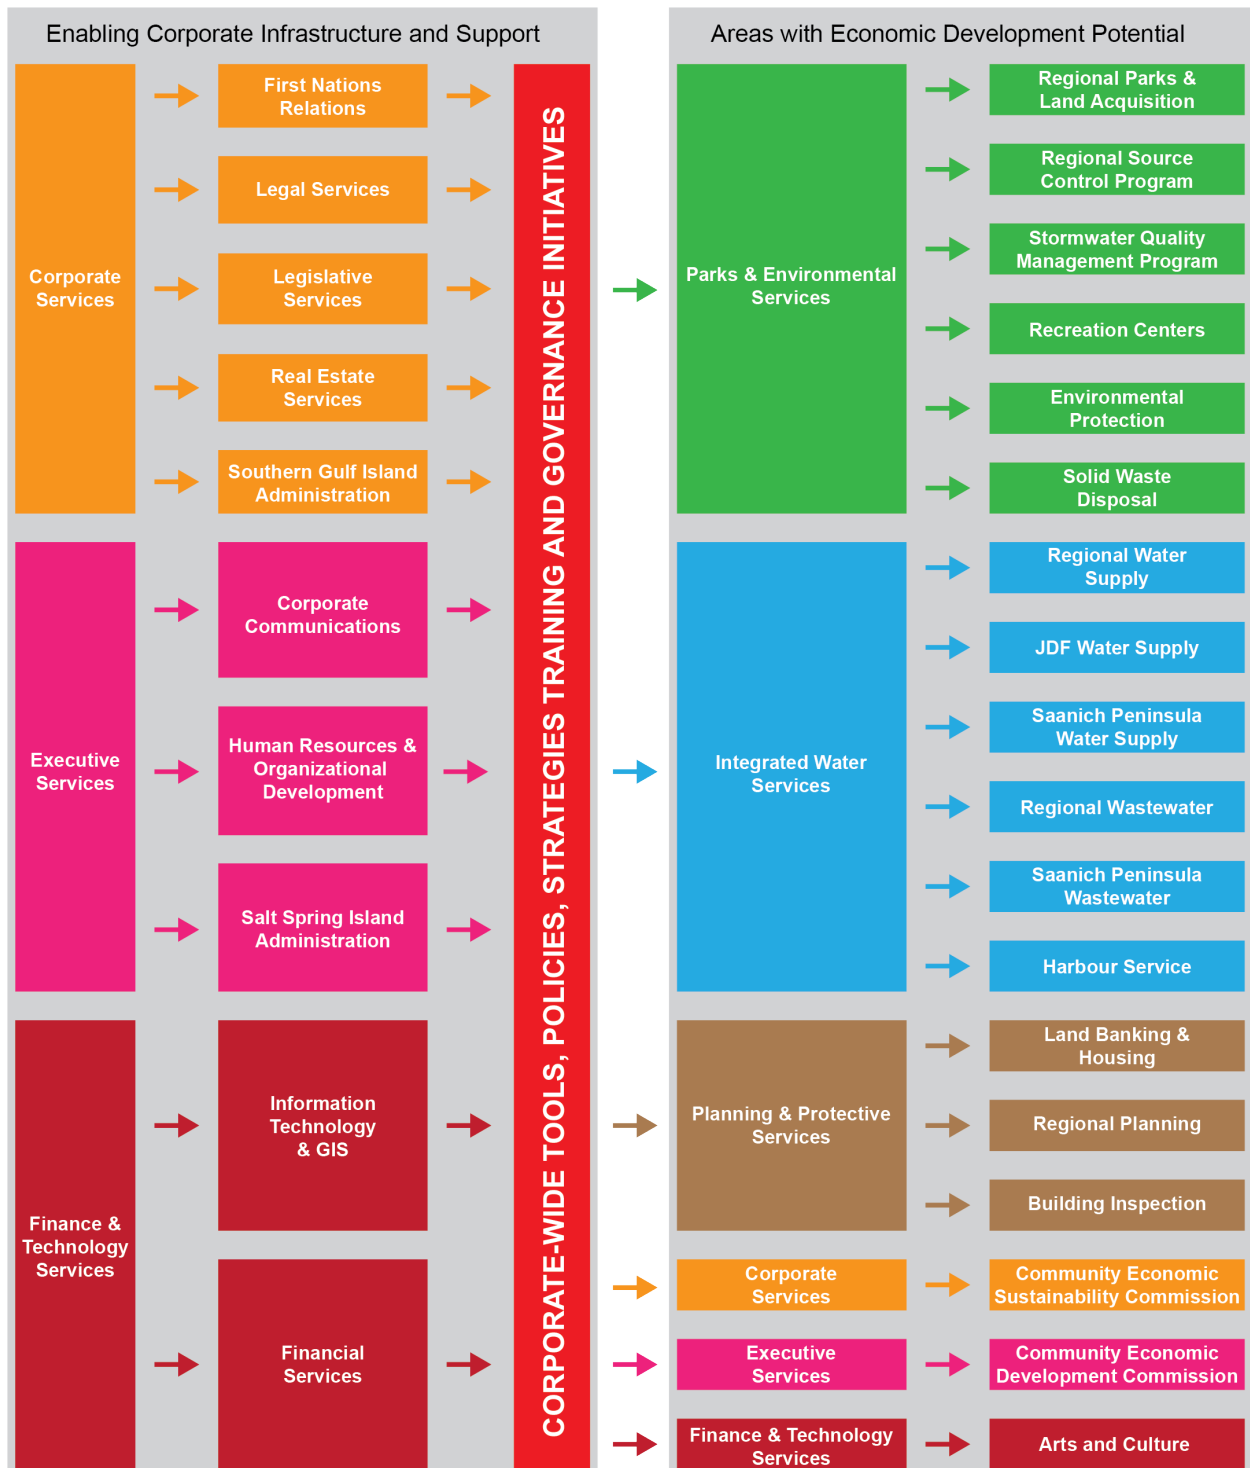 Enabling Corporate Infrastructure and Support
Corporate
Services
First Nations
Relations
Legal Services
Legislative
Services
Real Estate
Services
Southern Gulf Island
Administration
Executive
Services
Corporate
Communications
Human Resources &
Organizational
Development
Salt Spring Island
Administration
Finance &
Technology
Services
Information
Technology
& GIS
Financial
Services
CORPORATE-WIDE TOOLS, POLICIES, STRATEGIES TRAINING AND GOVERNANCE INITIATIVES
Areas with Economic Development Potential
Parks & Environmental
Services
Regional Parks &
Land Acquisition
Regional Source
Control Program
Stormwater Quality
Management Program
Recreation Centers
Environmental
Protection
Solid Waste
Disposal
Integrated Water
Services
Regional Water
Supply
JDF Water Supply
Saanich Peninsula
Water Supply
Regional Wastewater
Saanich Peninsula
Wastewater
Harbour Service
Planning & Protective
Services
Land Banking &
Housing
Regional Planning
Building Inspection
Corporate
Services
Community Economic
Sustainability Commission
Executive
Services
Community Economic
Development Commission
Finance & Technology
Services
Arts and Culture